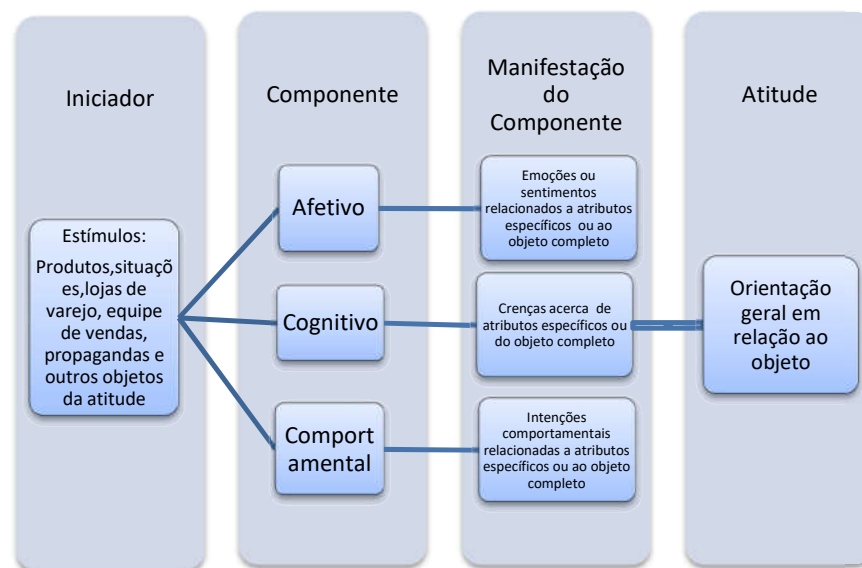 Iniciador
Estímulos:
Produtos,situaçõ
es,lojas de
varejo, equipe
de vendas,
propagandas e
outros objetos
da atitude
Componente
Afetivo
Cognitivo
Comport
amental
Manifestação
do
Componente
Emoções ou
sentimentos
relacionados a atributos
específicos ou ao
objeto completo
Crenças acerca de
atributos específicos ou
do objeto completo
Intenções
comportamentais
relacionadas a atributos
específicos ou ao objeto
completo
Atitude
Orientação
geral em
relação ao
objeto